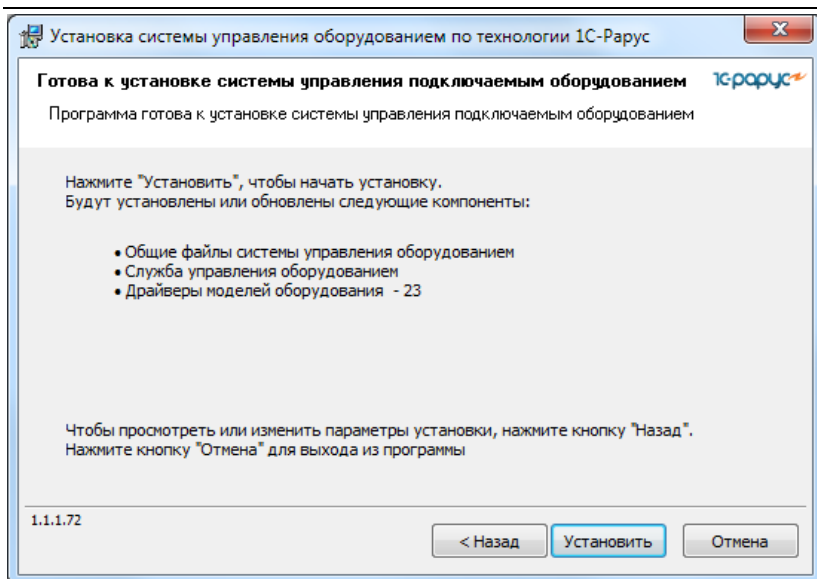 Установка системы управления оборудованием по технологии 1С-Рарус
Готова к установке системы управления подключаемым оборудованием
1С·рарус
Программа готова к установке системы управления подключаемым оборудованием
Нажмите "Установить", чтобы начать установку.
Будут установлены или обновлены следующие компоненты:
• Общие файлы системы управления оборудованием
• Служба управления оборудованием
• Драйверы моделей оборудования - 23
Чтобы просмотреть или изменить параметры установки, нажмите кнопку "Назад".
Нажмите кнопку "Отмена" для выхода из программы
1.1.1.72
< Назад
Установить
Отмена